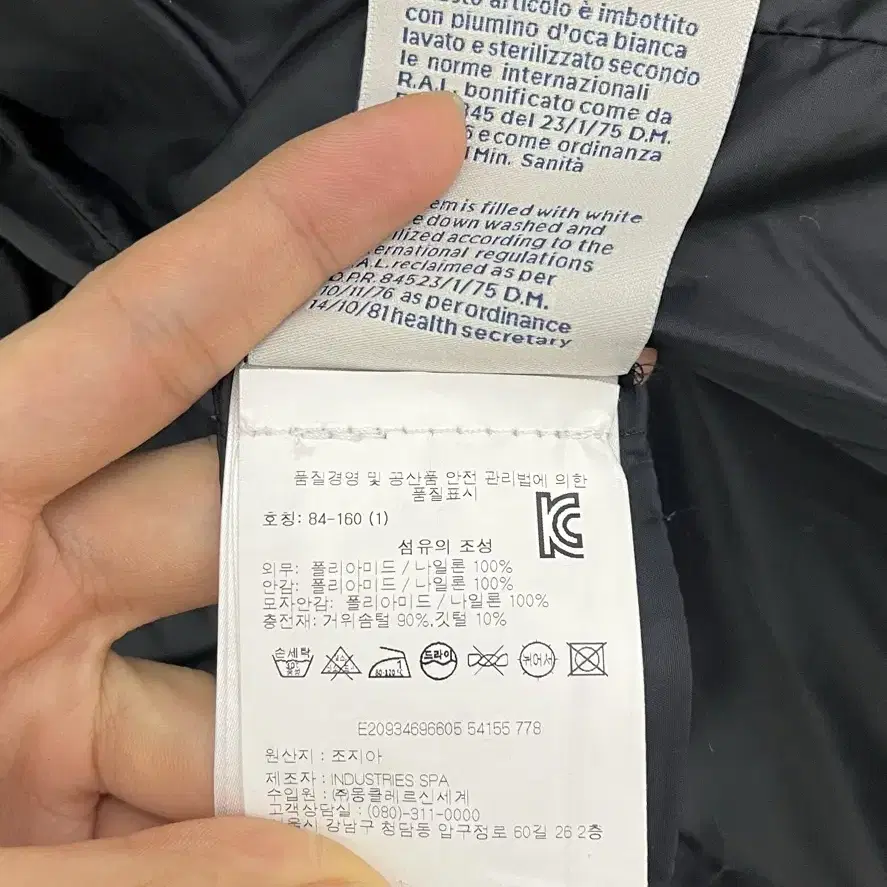 articolo è imbottito
con piumino d'oca bianca
lavato e sterilizzato secondo
le norme internazionali
R.A.L. bonificato come da
845 del 23/1/75 D.M.
6 e come ordinanza
Min. Sanità
em is filled with white
down washed and
ilized according to the
ernational regulations
A.L. reclaimed as per
D.P.R. 84523/1/75 D.M.
10/11/76 as per ordinance
14/10/81 health secretary
품질경영 및 공산품 안전 관리법에 의한
품질표시
호칭: 84-160 (1)
섬유의 조성
외무: 폴리아미드 / 나일론 100%
안감: 폴리아미드 / 나일론 100%
모자안감: 폴리아미드 / 나일론 100%
충전재: 거위솜털 90%,깃털 10%
손세탁 드라이 뉘어서
E20934696605 54155 778
원산지 : 조지아
제조자 : INDUSTRIES SPA
수입원 : (주)몽클레르신세계
고객상담실 : (080)-311-0000
강남구 청담동 압구정로 60길 26 2층